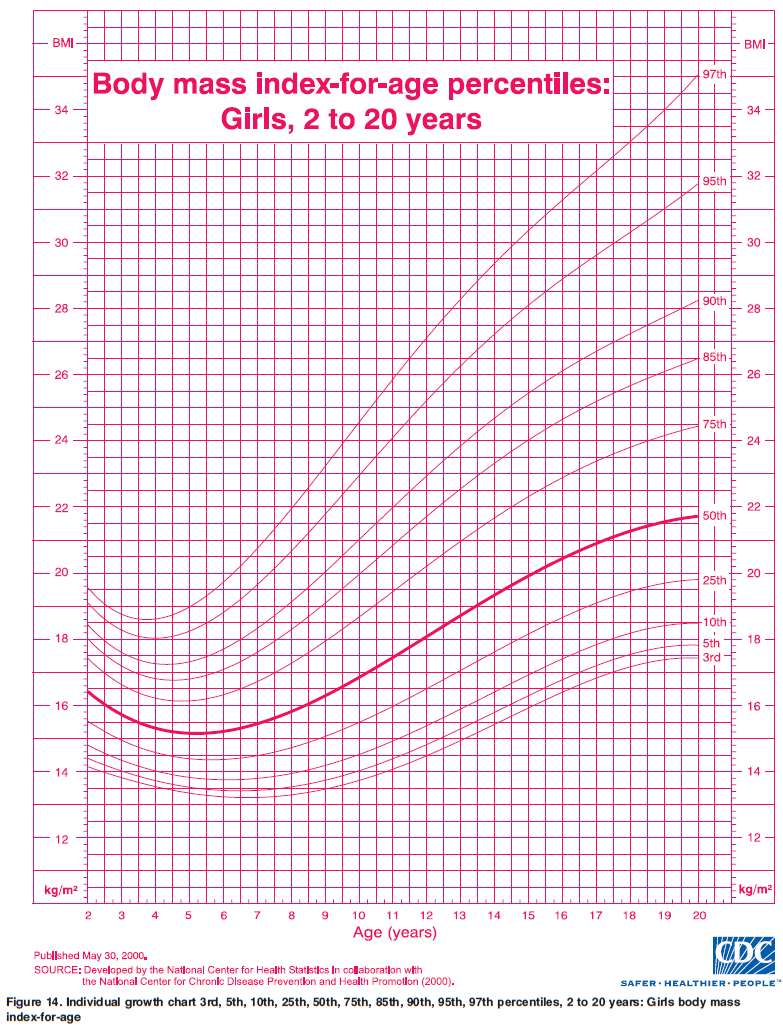 BMI
BMI
Body mass index-for-age percentiles:
Girls, 2 to 20 years
97th
95th
90th
85th
75th
50th
25th
10th
5th
3rd
34
34
32
32
30
30
28
28
26
26
24
24
22
22
20
20
18
18
16
16
14
14
12
12
kg/m²
kg/m²
2 3 4 5 6 7 8 9 10 11 12 13 14 15 16 17 18 19 20
Age (years)
Published May 30, 2000.
SOURCE: Developed by the National Center for Health Statistics in collaboration with
the National Center for Chronic Disease Prevention and Health Promotion (2000).
CDC
SAFER • HEALTHIER • PEOPLE™
Figure 14. Individual growth chart 3rd, 5th, 10th, 25th, 50th, 75th, 85th, 90th, 95th, 97th percentiles, 2 to 20 years: Girls body mass
index-for-age